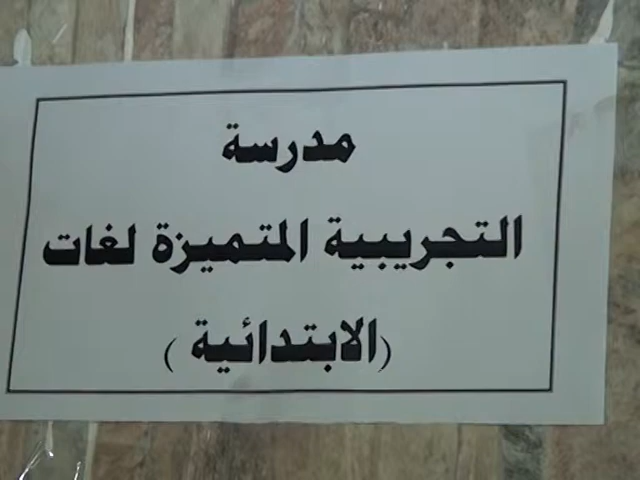 مدرسة
التجريبية المتميزة لغات
(الابتدائية )